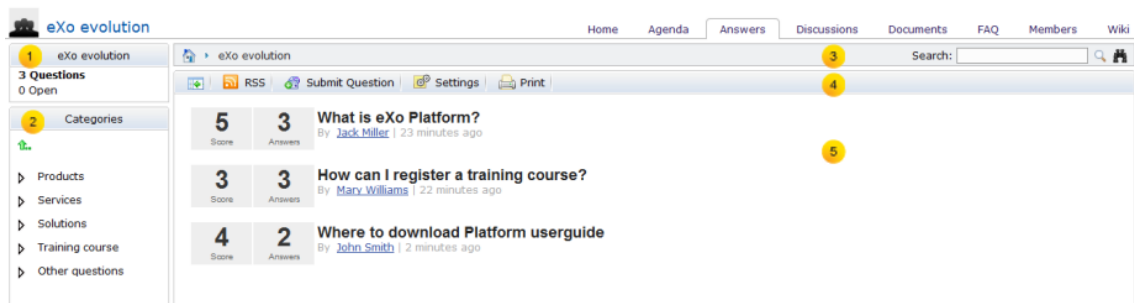 eXo evolution
Home Agenda Answers Discussions Documents FAQ Members Wiki
1 eXo evolution
3 Questions
0 Open
2 Categories
Products
Services
Solutions
Training course
Other questions
eXo evolution 3 Search:
RSS Submit Question Settings Print 4
5 3 What is eXo Platform?
Score Answers By Jack Miller | 23 minutes ago
5
3 3 How can I register a training course?
Score Answers By Mary Williams | 22 minutes ago
4 2 Where to download Platform userguide
Score Answers By John Smith | 2 minutes ago